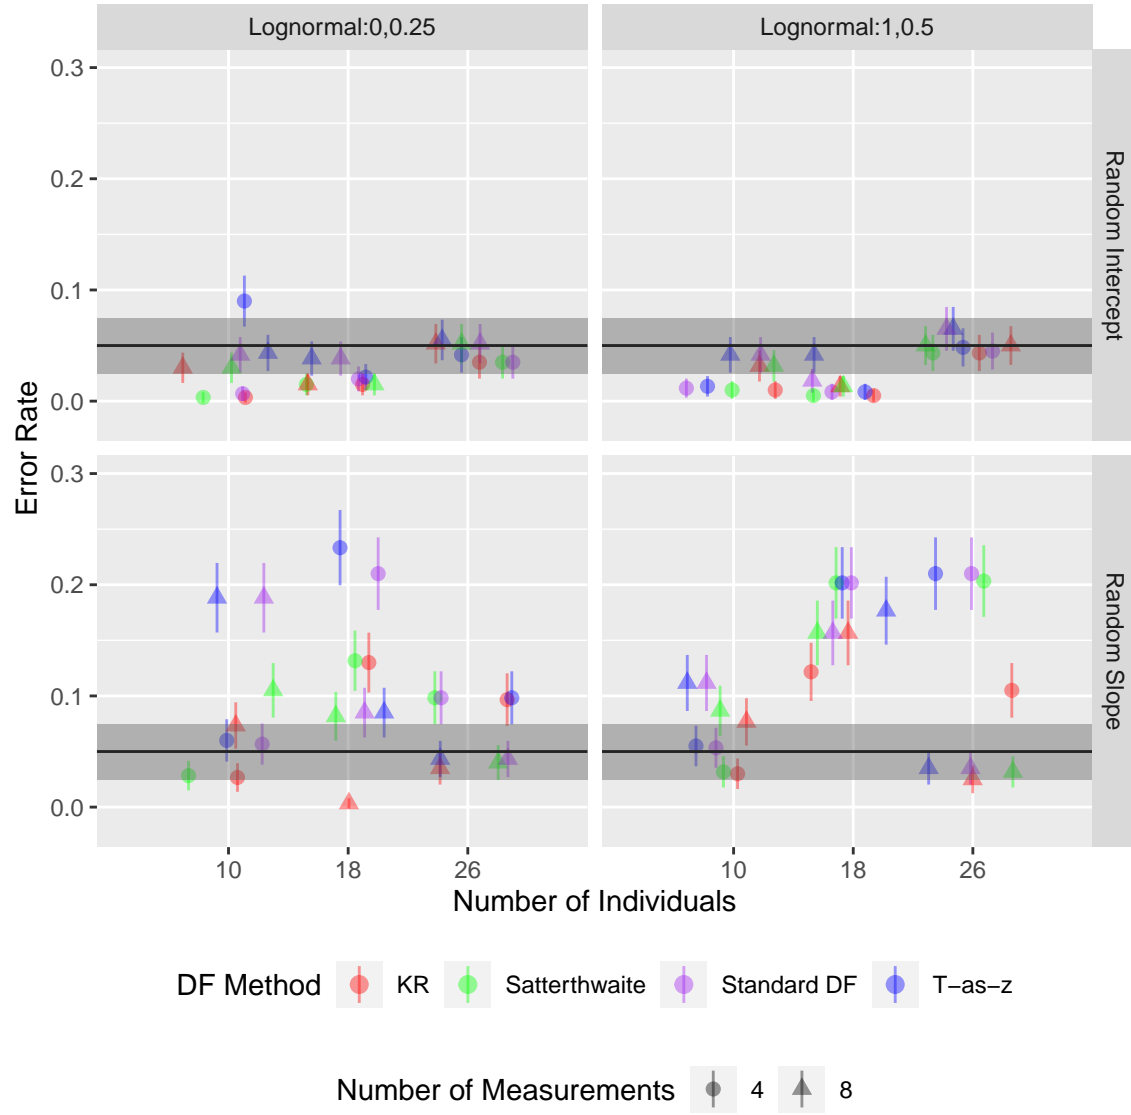 Lognormal:0,0.25
Lognormal:1,0.5
0.3
0.2
0.1
0.0
Random Intercept
Error Rate
0.3
0.2
0.1
0.0
Random Slope
10 18 26 10 18 26
Number of Individuals
DF Method KR Satterthwaite Standard DF T−as−z
Number of Measurements 4 8